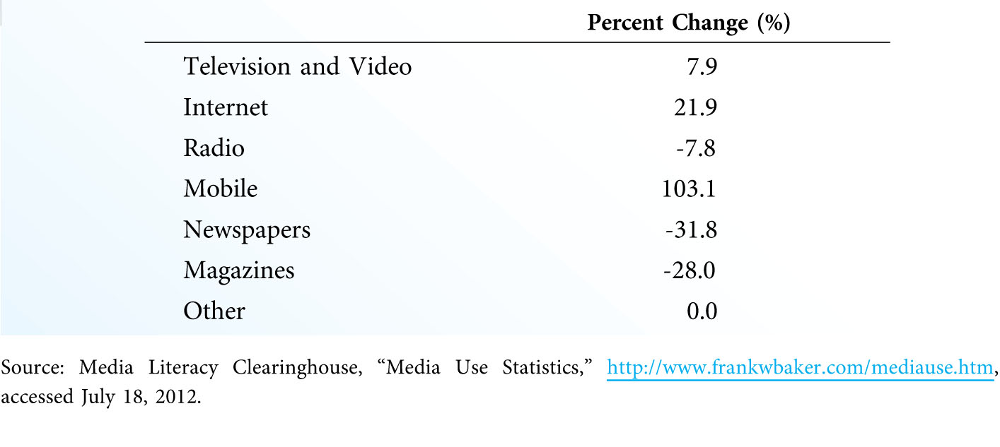 Percent Change (%)
Television and Video 7.9
Internet 21.9
Radio -7.8
Mobile 103.1
Newspapers -31.8
Magazines -28.0
Other 0.0
Source: Media Literacy Clearinghouse, “Media Use Statistics,” http://www.frankwbaker.com/mediause.htm,
accessed July 18, 2012.